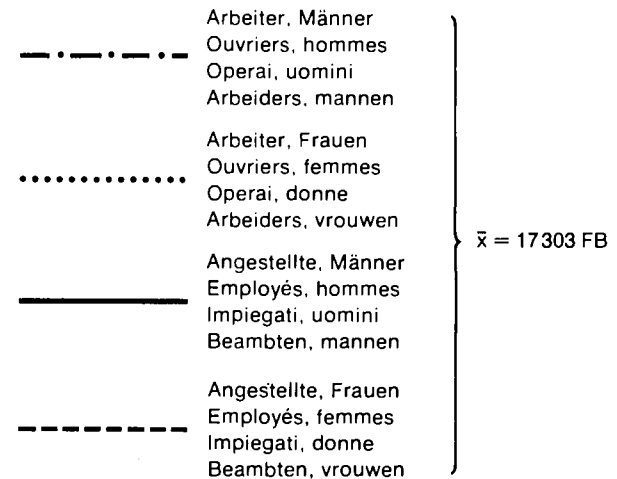 Arbeiter, Männer
Ouvriers, hommes
Operai, uomini
Arbeiders, mannen
Arbeiter, Frauen
Ouvriers, femmes
Operai, donne
Arbeiders, vrouwen
Angestellte, Männer
Employés, hommes
Impiegati, uomini
Beambten, mannen
Angestellte, Frauen
Employés, femmes
Impiegati, donne
Beambten, vrouwen
x̄ = 17303 FB